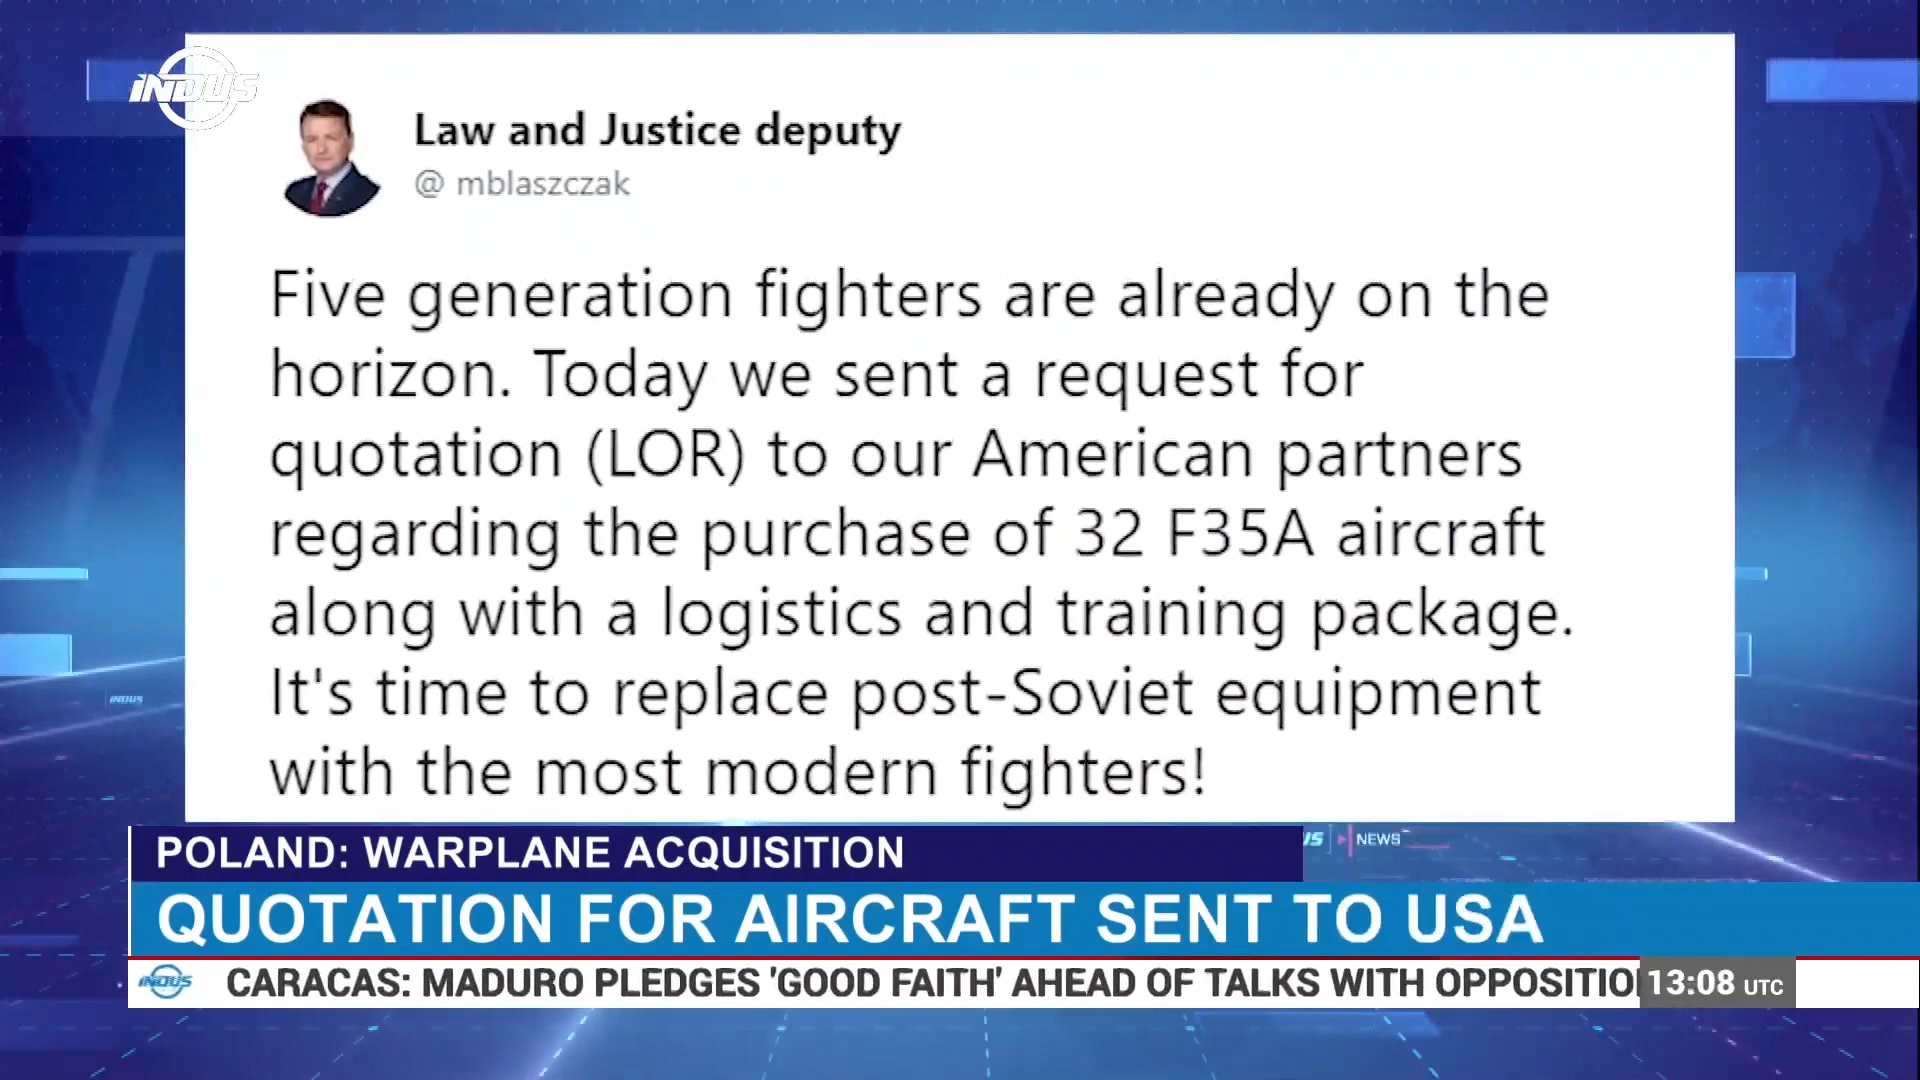 INDUS
Law and Justice deputy
@ mblaszczak
Five generation fighters are already on the
horizon. Today we sent a request for
quotation (LOR) to our American partners
regarding the purchase of 32 F35A aircraft
along with a logistics and training package.
It's time to replace post-Soviet equipment
with the most modern fighters!
INDUS
POLAND: WARPLANE ACQUISITION
US NEWS
QUOTATION FOR AIRCRAFT SENT TO USA
INDUS CARACAS: MADURO PLEDGES 'GOOD FAITH' AHEAD OF TALKS WITH OPPOSITIO 13:08 UTC